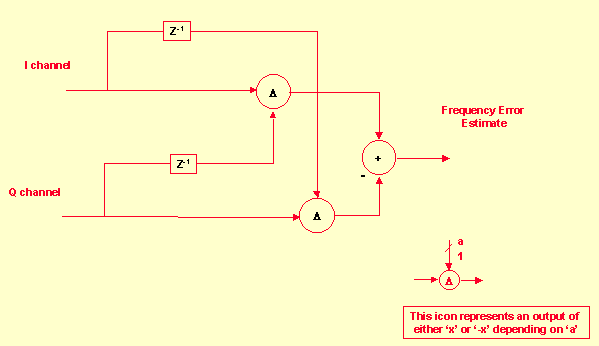 Z⁻¹
I channel
Λ
Frequency Error
Estimate
+
Z⁻¹
-
Q channel
Λ
a
1
Λ
This icon represents an output of
either ‘x’ or ‘-x’ depending on ‘a’